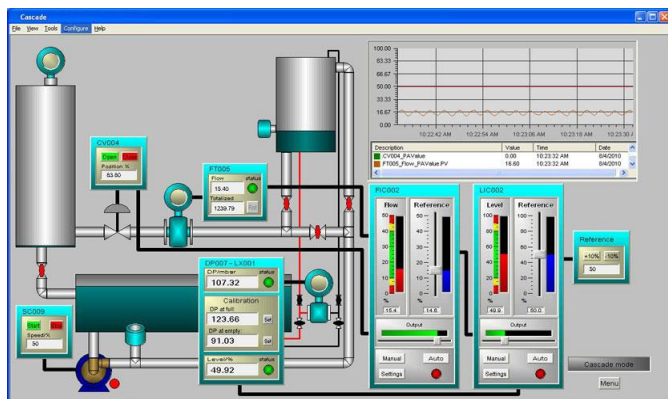 Cascade
File View Tools Configure Help
100.00
83.33
66.67
50.00
33.33
16.67
0.00
10:22:42 AM 10:22:54 AM 10:23:06 AM 10:23:18 AM 10:23:30 A
Description Value Time Date
CV004_PAValue 0.00 10:23:32 AM 8/4/2010
FT005_Flow_PAValue.PV 16.60 10:23:32 AM 8/4/2010
CV004
Open
Position %
63.60
FT005
Flow status
15.40
Totalized
1239.79
DP007 - LX001
DP/mbar status
107.32
Calibration
DP at full:
123.66 Set
DP at empty:
91.03 Set
Level/% status
49.92
SC009
Start
Speed/%
50
FIC002
Flow Reference
%
15.4 14.6
Output
Manual Auto
Settings
LIC002
Level Reference
%
49.9
Output
Manual Auto
Settings
Reference
+10% -10%
50
Cascade mode
Menu